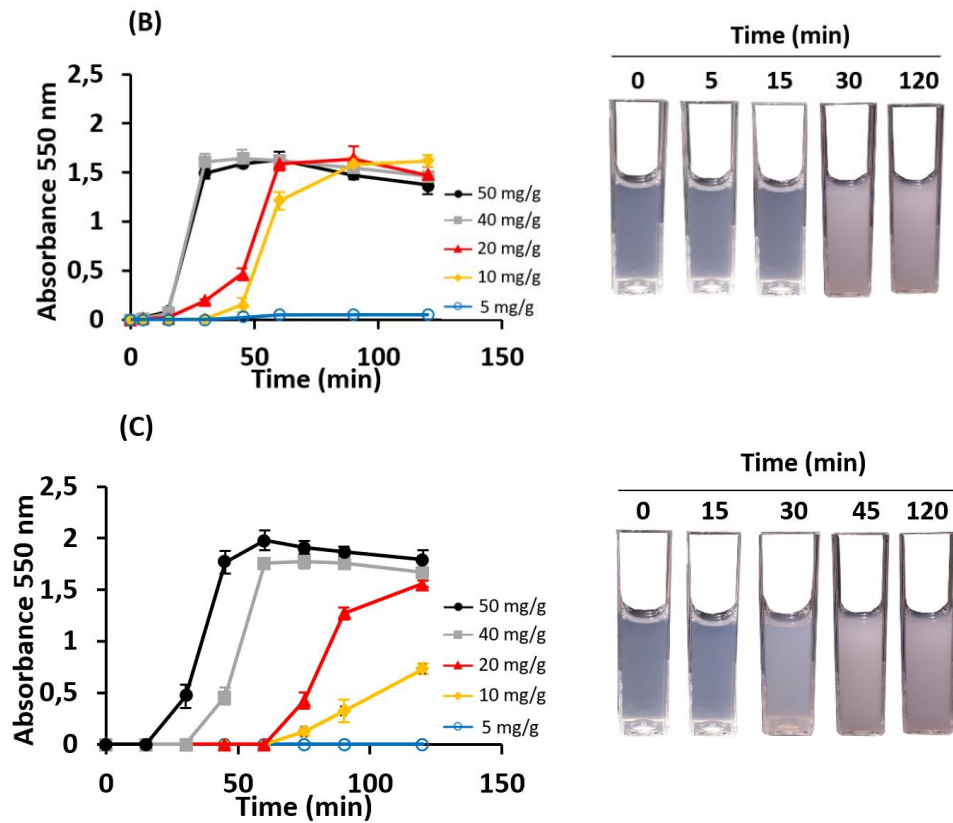 (B)
Absorbance 550 nm
2,5
2
1,5
1
0,5
0
0 50 100 150
Time (min)
50 mg/g
40 mg/g
20 mg/g
10 mg/g
5 mg/g
Time (min)
0 5 15 30 120
(C)
Absorbance 550 nm
2,5
2
1,5
1
0,5
0
0 50 100 150
Time (min)
50 mg/g
40 mg/g
20 mg/g
10 mg/g
5 mg/g
Time (min)
0 15 30 45 120